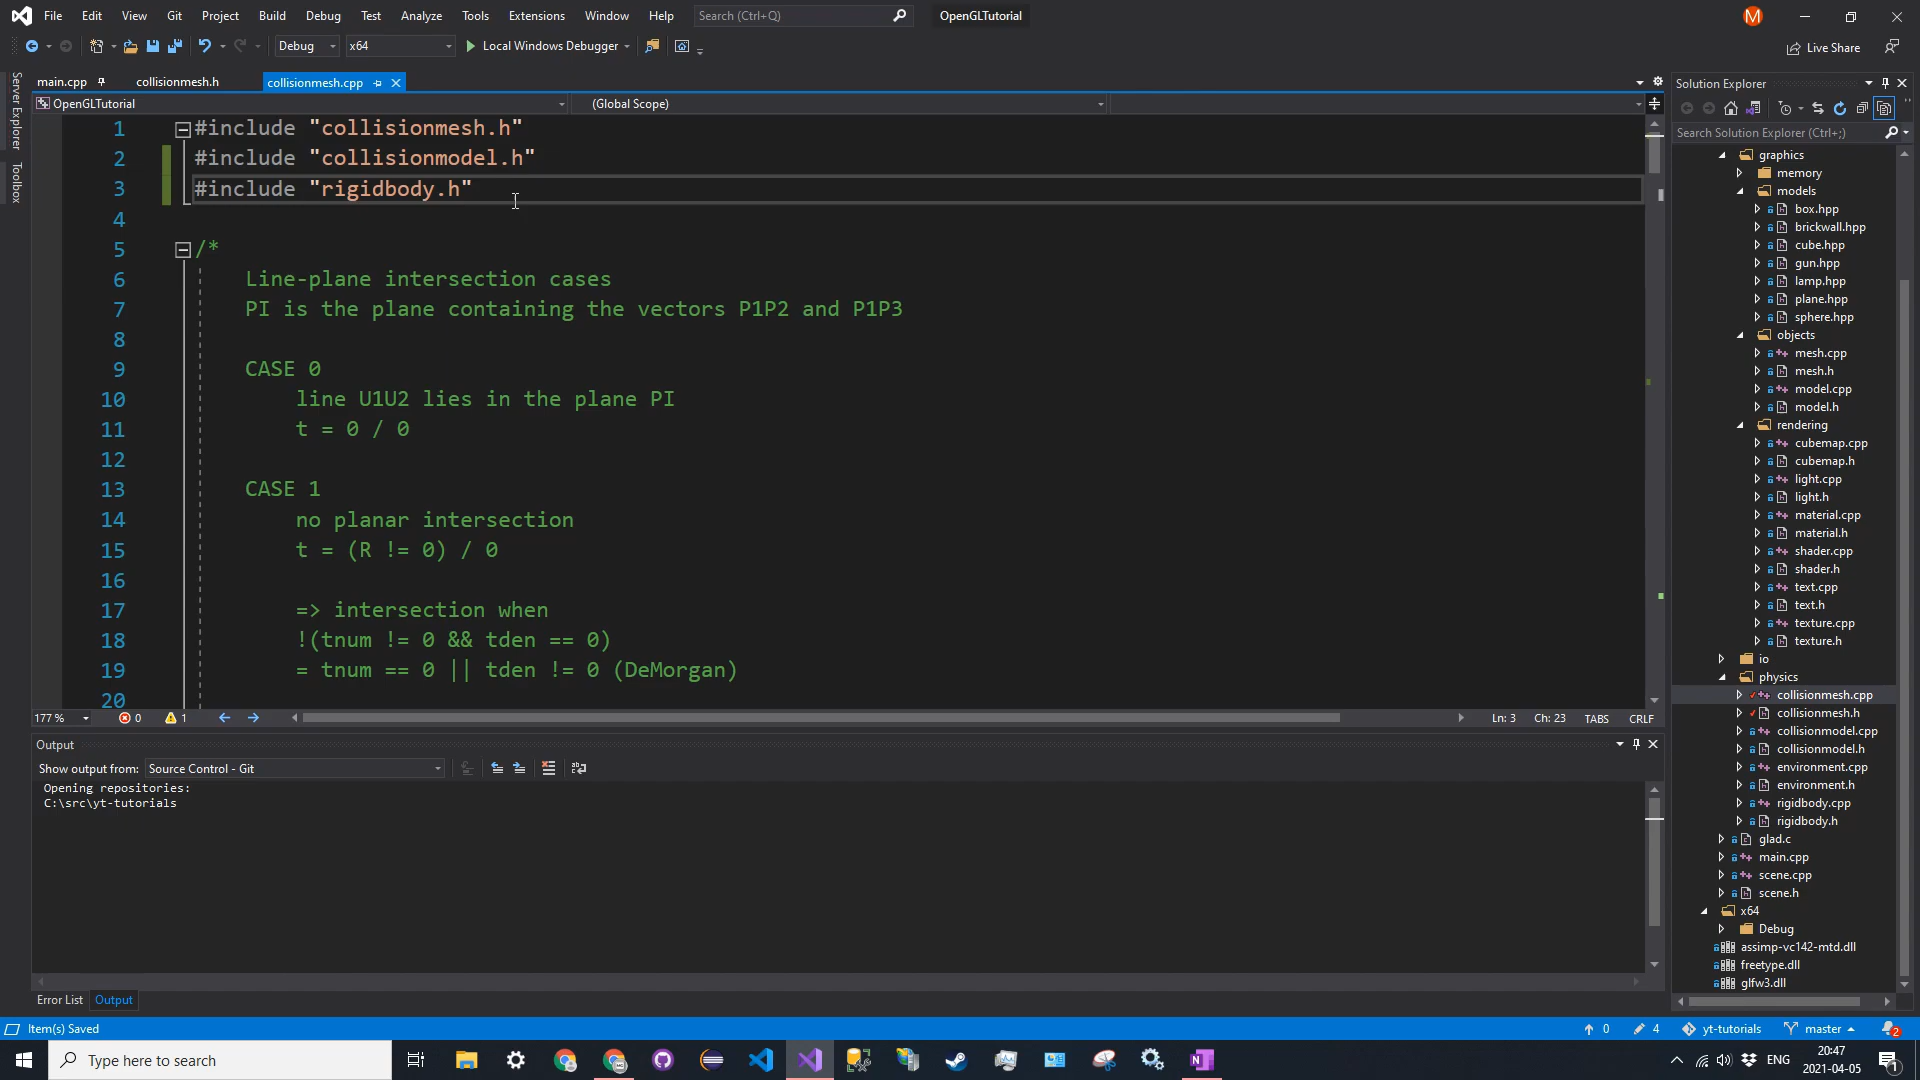 File Edit View Git Project Build Debug Test Analyze Tools Extensions Window Help Search (Ctrl+Q) OpenGLTutorial M
Debug x64 Local Windows Debugger Live Share
main.cpp collisionmesh.h collisionmesh.cpp
OpenGLTutorial (Global Scope)
Server Explorer
Toolbox
1 #include "collisionmesh.h"
2 #include "collisionmodel.h"
3 #include "rigidbody.h"
4
5 /*
6 Line-plane intersection cases
7 PI is the plane containing the vectors P1P2 and P1P3
8
9 CASE 0
10 line U1U2 lies in the plane PI
11 t = 0 / 0
12
13 CASE 1
14 no planar intersection
15 t = (R != 0) / 0
16
17 => intersection when
18 !(tnum != 0 && tden == 0)
19 = tnum == 0 || tden != 0 (DeMorgan)
20
177 % 0 1 Ln: 3 Ch: 23 TABS CRLF
Output
Show output from: Source Control - Git
Opening repositories:
C:\src\yt-tutorials
Error List Output
Solution Explorer
Search Solution Explorer (Ctrl+;)
graphics
memory
models
box.hpp
brickwall.hpp
cube.hpp
gun.hpp
lamp.hpp
plane.hpp
sphere.hpp
objects
mesh.cpp
mesh.h
model.cpp
model.h
rendering
cubemap.cpp
cubemap.h
light.cpp
light.h
material.cpp
material.h
shader.cpp
shader.h
text.cpp
text.h
texture.cpp
texture.h
io
physics
collisionmesh.cpp
collisionmesh.h
collisionmodel.cpp
collisionmodel.h
environment.cpp
environment.h
rigidbody.cpp
rigidbody.h
glad.c
main.cpp
scene.cpp
scene.h
x64
Debug
assimp-vc142-mtd.dll
freetype.dll
glfw3.dll
Item(s) Saved 0 4 yt-tutorials master 2
Type here to search ENG 20:47
2021-04-05 1